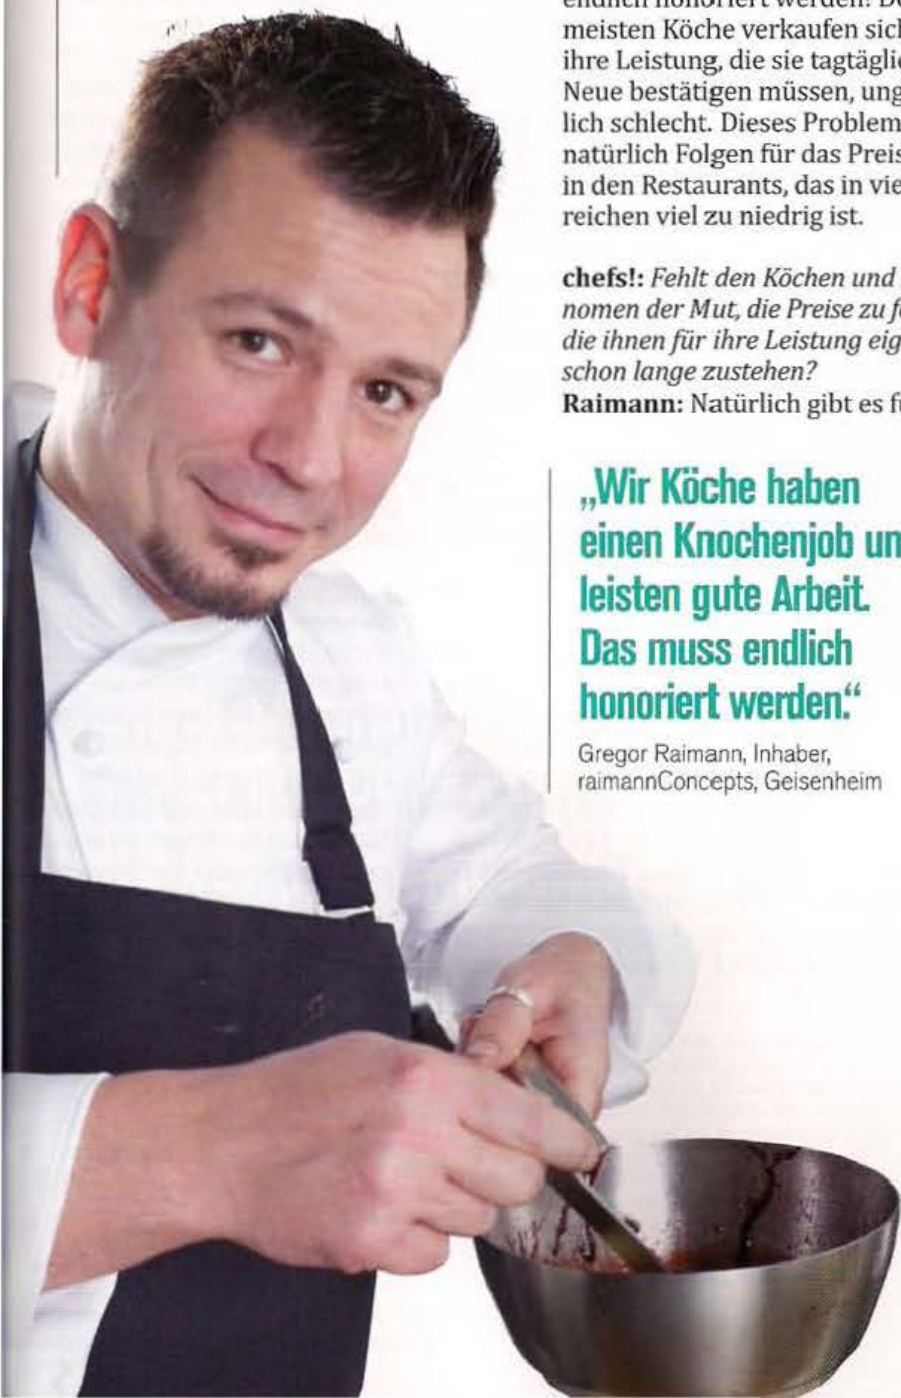 endlich honoriert werden! De
meisten Köche verkaufen sich
ihre Leistung, die sie tagtäglic
Neue bestätigen müssen, ung
lich schlecht. Dieses Problem
natürlich Folgen für das Preis
in den Restaurants, das in vie
reichen viel zu niedrig ist.
chefs!: Fehlt den Köchen und
nomen der Mut, die Preise zu fo
die ihnen für ihre Leistung eig
schon lange zustehen?
Raimann: Natürlich gibt es fü
„Wir Köche haben
einen Knochenjob un
leisten gute Arbeit.
Das muss endlich
honoriert werden.“
Gregor Raimann, Inhaber,
raimannConcepts, Geisenheim